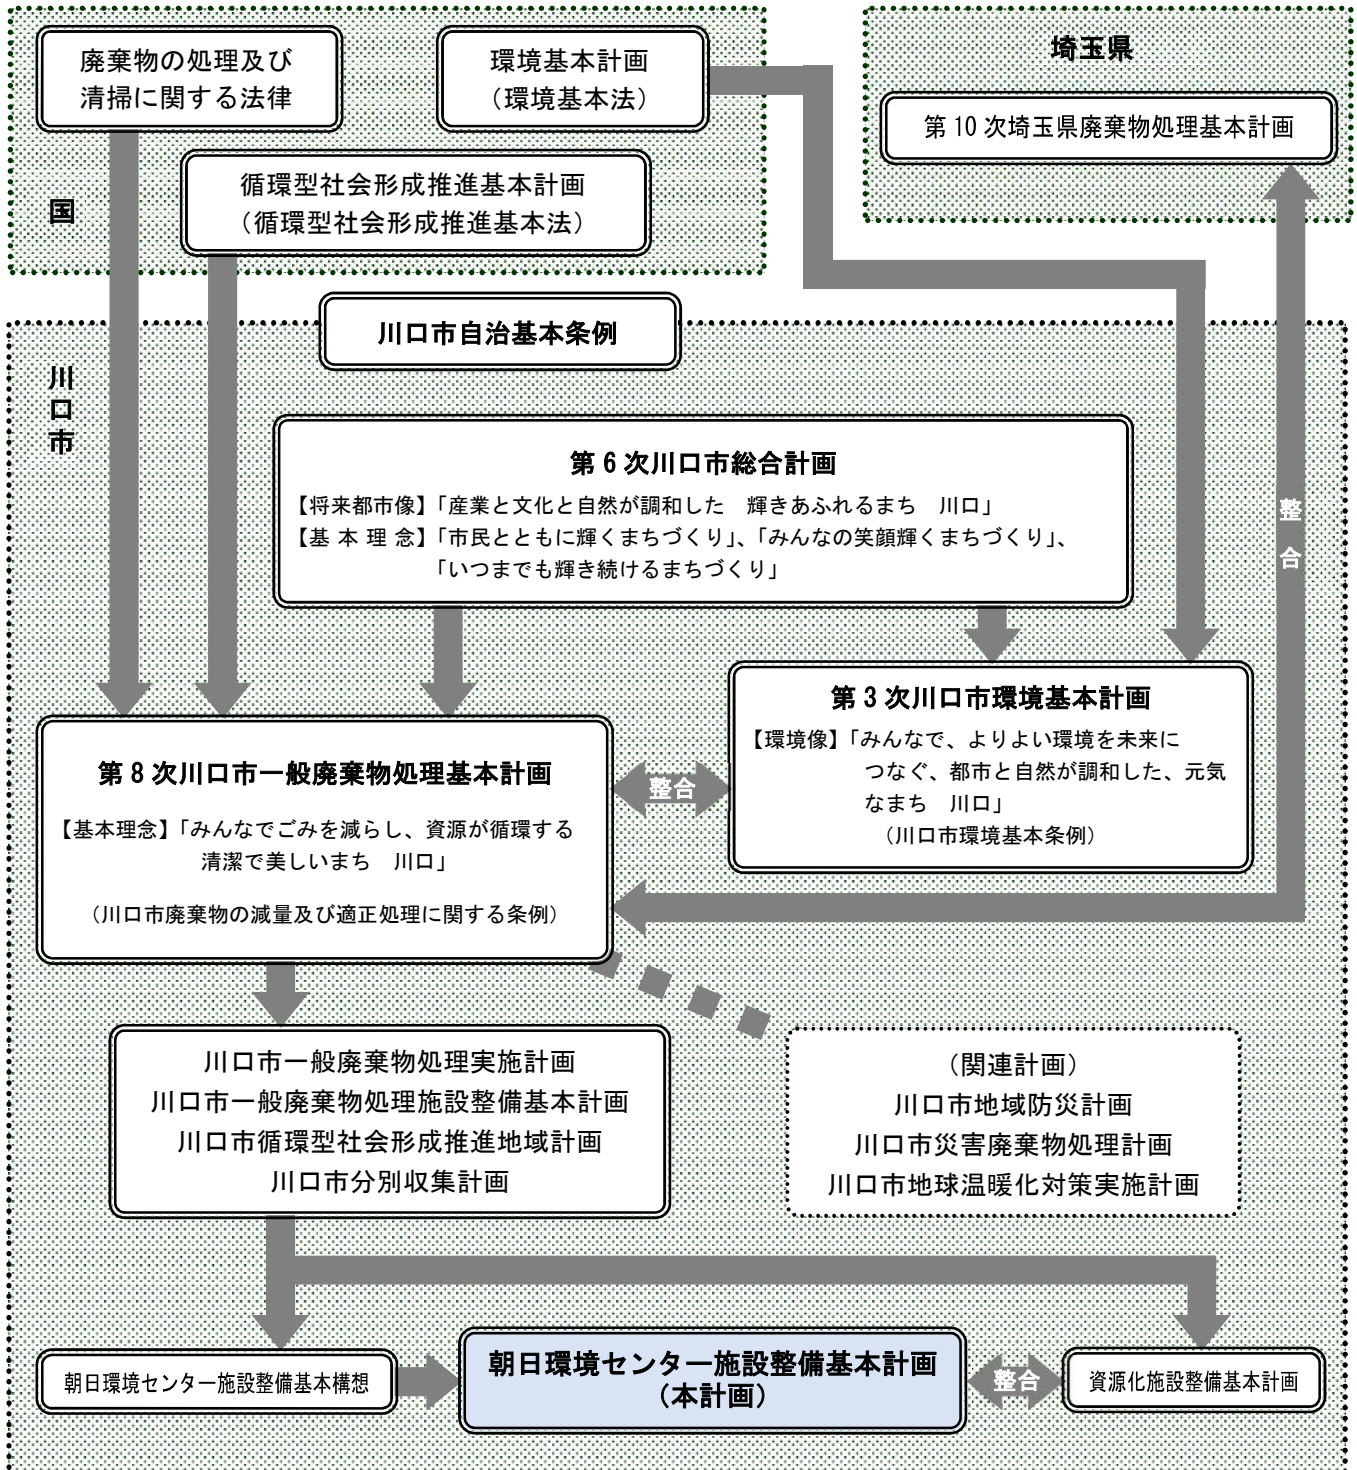 廃棄物の処理及び
清掃に関する法律
環境基本計画
（環境基本法）
循環型社会形成推進基本計画
（循環型社会形成推進基本法）
国
埼玉県
第10次埼玉県廃棄物処理基本計画
川口市自治基本条例
川口市
第6次川口市総合計画
【将来都市像】「産業と文化と自然が調和した　輝きあふれるまち　川口」
【基 本 理 念】「市民とともに輝くまちづくり」、「みんなの笑顔輝くまちづくり」、
「いつまでも輝き続けるまちづくり」
整合
第3次川口市環境基本計画
【環境像】「みんなで、よりよい環境を未来に
つなぐ、都市と自然が調和した、元気
なまち　川口」
（川口市環境基本条例）
整合
第8次川口市一般廃棄物処理基本計画
【基本理念】「みんなでごみを減らし、資源が循環する
清潔で美しいまち　川口」
（川口市廃棄物の減量及び適正処理に関する条例）
川口市一般廃棄物処理実施計画
川口市一般廃棄物処理施設整備基本計画
川口市循環型社会形成推進地域計画
川口市分別収集計画
（関連計画）
川口市地域防災計画
川口市災害廃棄物処理計画
川口市地球温暖化対策実施計画
朝日環境センター施設整備基本構想
朝日環境センター施設整備基本計画
（本計画）
整合
資源化施設整備基本計画